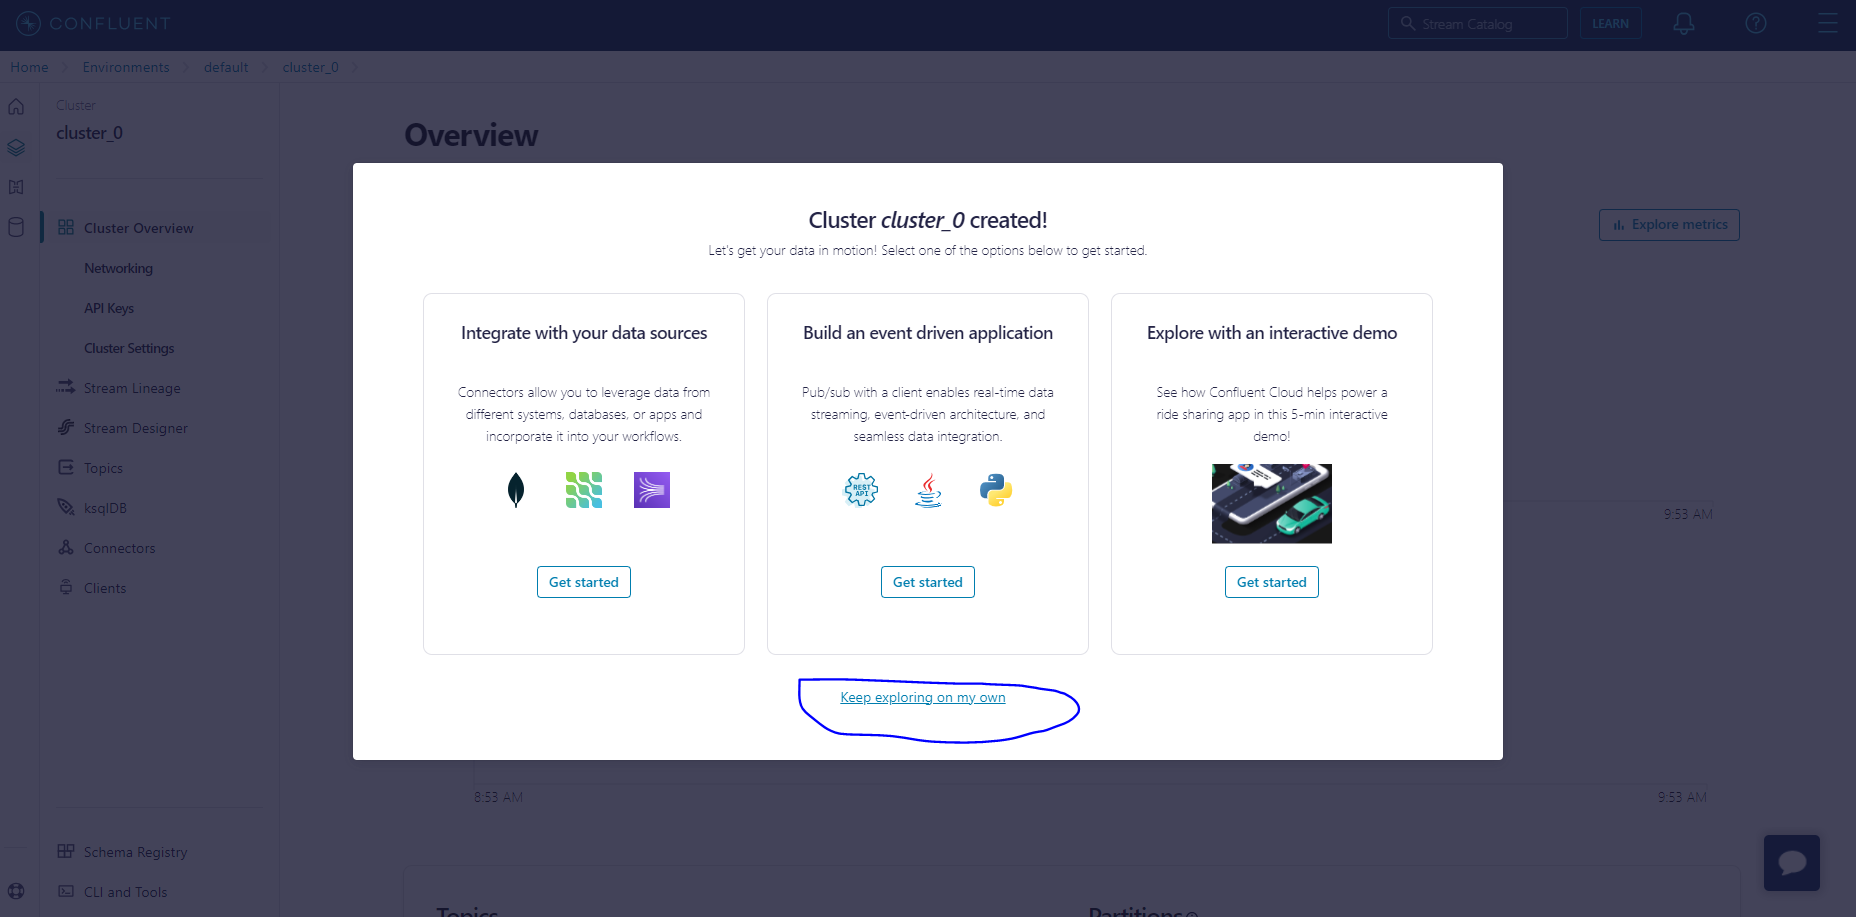 CONFLUENT
Stream Catalog
LEARN
Home
Environments
default
cluster_0
Cluster
cluster_0
Cluster Overview
Networking
API Keys
Cluster Settings
Stream Lineage
Stream Designer
Topics
ksqlDB
Connectors
Clients
Schema Registry
CLI and Tools
Overview
Explore metrics
Cluster cluster_0 created!
Let's get your data in motion! Select one of the options below to get started.
Integrate with your data sources
Connectors allow you to leverage data from
different systems, databases, or apps and
incorporate it into your workflows.
Get started
Build an event driven application
Pub/sub with a client enables real-time data
streaming, event-driven architecture, and
seamless data integration.
REST
API
Get started
Explore with an interactive demo
See how Confluent Cloud helps power a
ride sharing app in this 5-min interactive
demo!
Get started
Keep exploring on my own
9:53 AM
8:53 AM
9:53 AM
Topics
Partitions